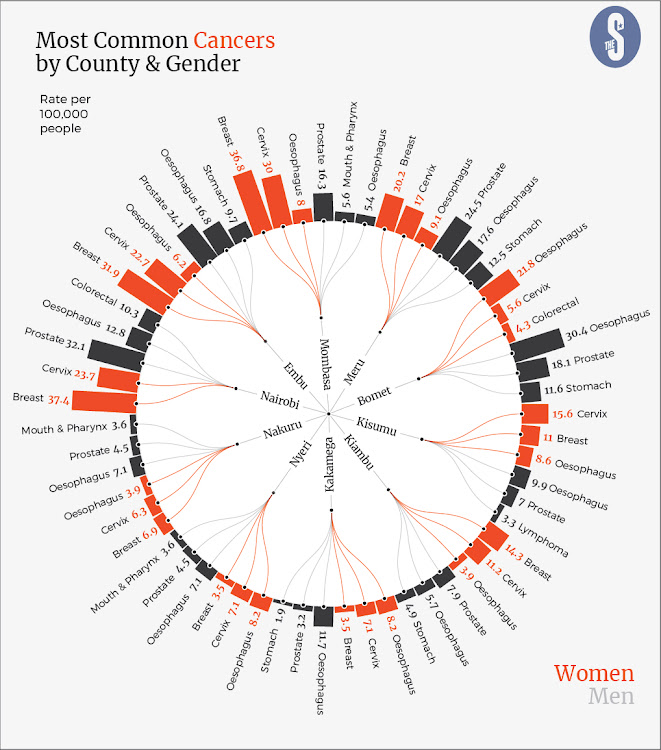 Most Common Cancers
by County & Gender
THE S
Rate per
100,000
people
Breast 36.8
Cervix 30
Oesophagus 8
Prostate 16.3
5.6 Mouth & Pharynx
5.4 Oesophagus
20.2 Breast
17 Cervix
9.1 Oesophagus
24.5 Prostate
17.6 Oesophagus
12.5 Stomach
21.8 Oesophagus
5.6 Cervix
4.3 Colorectal
30.4 Oesophagus
18.1 Prostate
11.6 Stomach
15.6 Cervix
11 Breast
8.6 Oesophagus
9.9 Oesophagus
7 Prostate
3.3 Lymphoma
14.3 Breast
11.2 Cervix
3.9 Oesophagus
7.9 Prostate
5.7 Oesophagus
4.9 Stomach
8.2 Oesophagus
7.1 Cervix
3.5 Breast
11.7 Oesophagus
Prostate 3.2
Stomach 1.9
Oesophagus 8.2
Cervix 7.1
Breast 3.5
Oesophagus 7.1
Prostate 4.5
Mouth & Pharynx 3.6
Breast 6.9
Cervix 6.3
Oesophagus 3.9
Oesophagus 7.1
Prostate 4.5
Mouth & Pharynx 3.6
Breast 37.4
Cervix 23.7
Prostate 32.1
Oesophagus 12.8
Colorectal 10.3
Breast 31.9
Cervix 22.7
Oesophagus 6.2
Prostate 24.1
Oesophagus 16.8
Stomach 9.7
Mombasa
Meru
Bomet
Kisumu
Kiambu
Kakamega
Nyeri
Nakuru
Nairobi
Embu
Women
Men